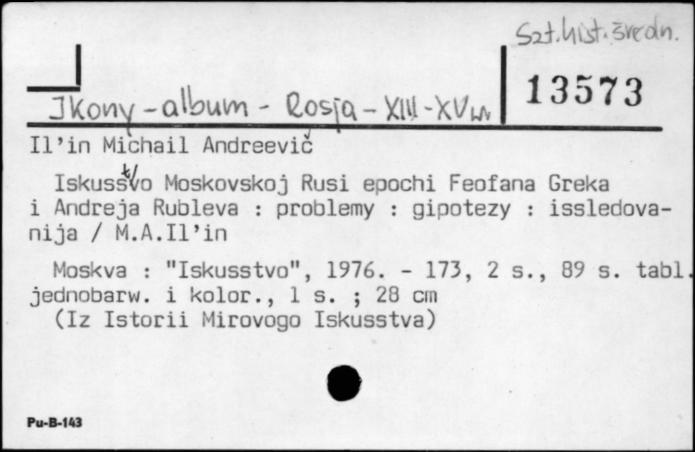 Szt. hist. średn.
13573
Ikony - album - Rosja - XIII - XV w.
Il'in Michail Andreevič
Iskusstvo Moskovskoj Rusi epochi Feofana Greka
i Andreja Rubleva : problemy : gipotezy : issledova-
nija / M.A.Il'in
Moskva : "Iskusstvo", 1976. - 173, 2 s., 89 s. tabl.
jednobarw. i kolor., 1 s. ; 28 cm
(Iz Istorii Mirovogo Iskusstva)
Pu-B-143